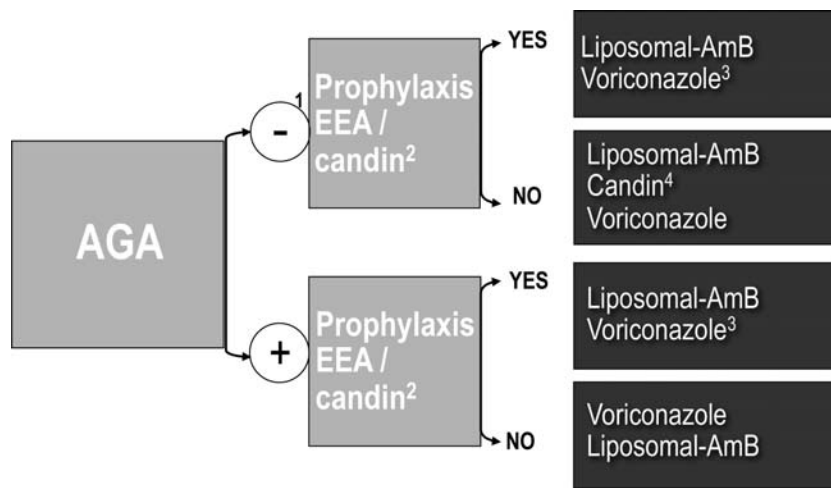 AGA
-
1
Prophylaxis
EEA /
candin²
YES
NO
Liposomal-AmB
Voriconazole³
Liposomal-AmB
Candin⁴
Voriconazole
+
Prophylaxis
EEA /
candin²
YES
NO
Liposomal-AmB
Voriconazole³
Voriconazole
Liposomal-AmB